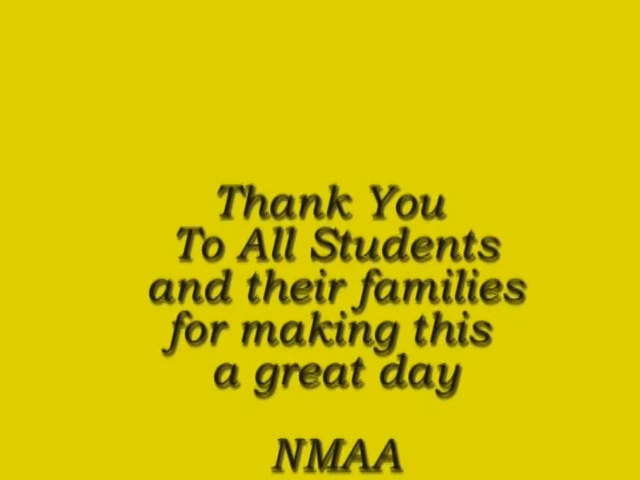 Thank You
To All Students
and their families
for making this
a great day
NMAA